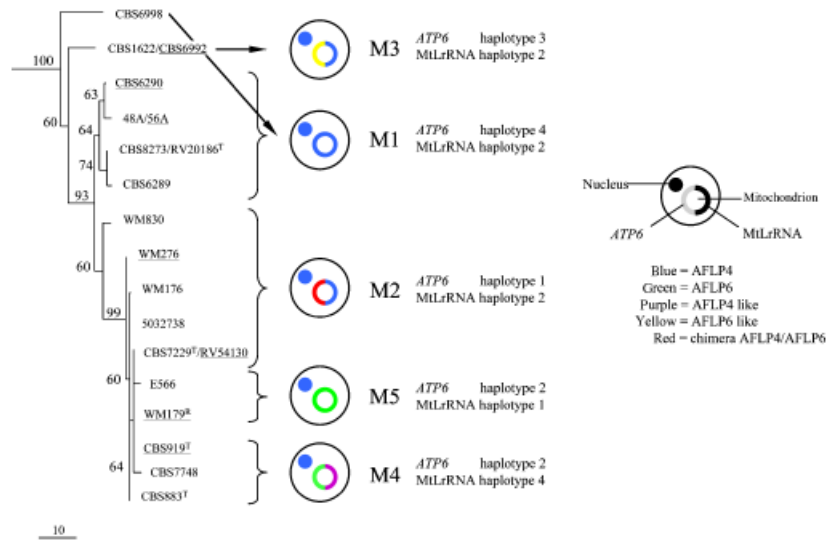 CBS6998
CBS1622/CBS6992
100
60
CBS6290
63
48A/56A
64
CBS8273/RV20186ᵀ
74
CBS6289
93
WM830
60
WM276
WM176
99
5032738
CBS7229ᵀ/RV54130
60
E566
WM179ᴿ
CBS919ᵀ
64
CBS7748
CBS883ᵀ
10
M3
ATP6 haplotype 3
MtLrRNA haplotype 2
M1
ATP6 haplotype 4
MtLrRNA haplotype 2
M2
ATP6 haplotype 1
MtLrRNA haplotype 2
M5
ATP6 haplotype 2
MtLrRNA haplotype 1
M4
ATP6 haplotype 2
MtLrRNA haplotype 4
Nucleus
Mitochondrion
ATP6
MtLrRNA
Blue = AFLP4
Green = AFLP6
Purple = AFLP4 like
Yellow = AFLP6 like
Red = chimera AFLP4/AFLP6